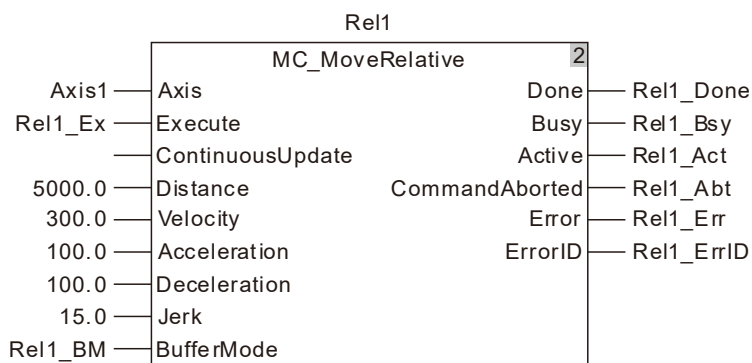 Rel1
MC_MoveRelative 2
Axis1 Axis Done Rel1_Done
Rel1_Ex Execute Busy Rel1_Bsy
ContinuousUpdate Active Rel1_Act
5000.0 Distance CommandAborted Rel1_Abt
300.0 Velocity Error Rel1_Err
100.0 Acceleration ErrorID Rel1_ErrID
100.0 Deceleration
15.0 Jerk
Rel1_BM BufferMode